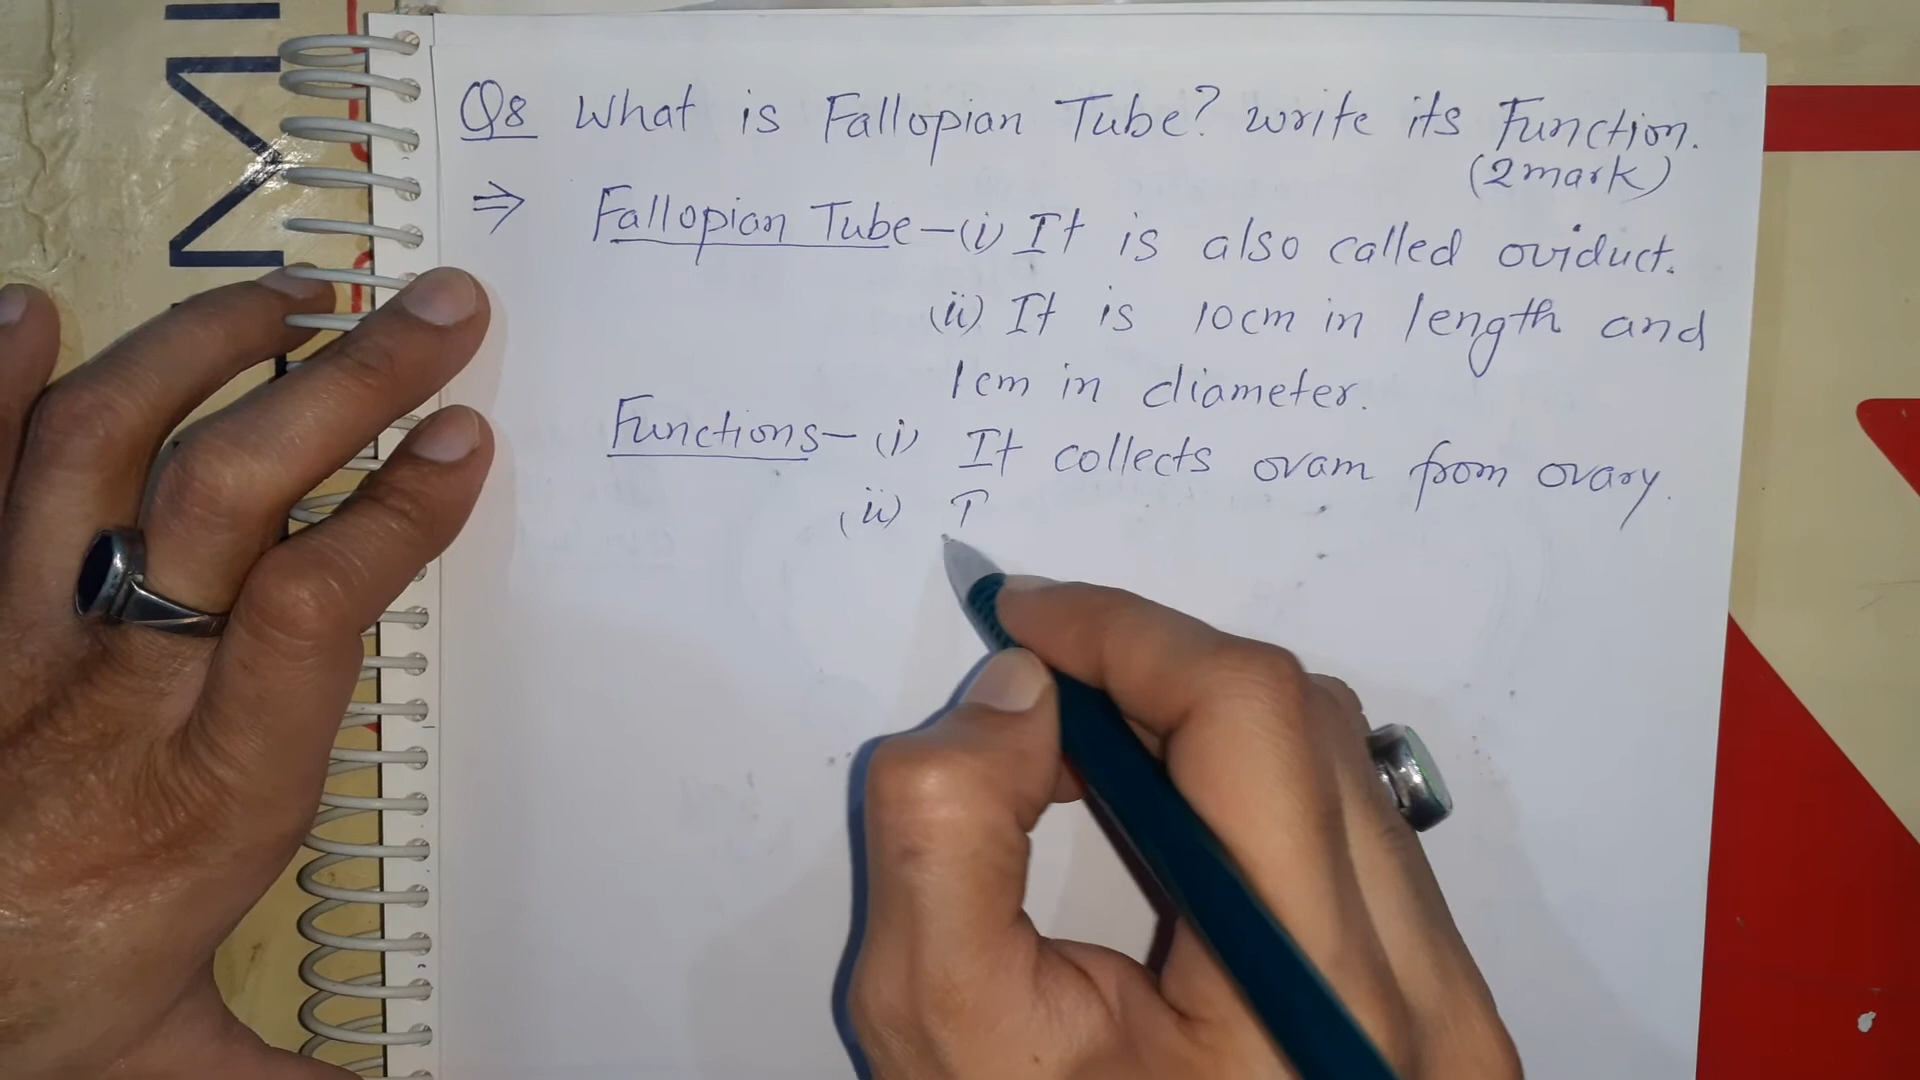 Q8 What is Fallopian Tube? write its Function.
(2mark)
⇒ Fallopian Tube-(i) It is also called oviduct.
(ii) It is 10cm in length and
1cm in diameter.
Functions- (i) It collects ovam from ovary.
(ii) I